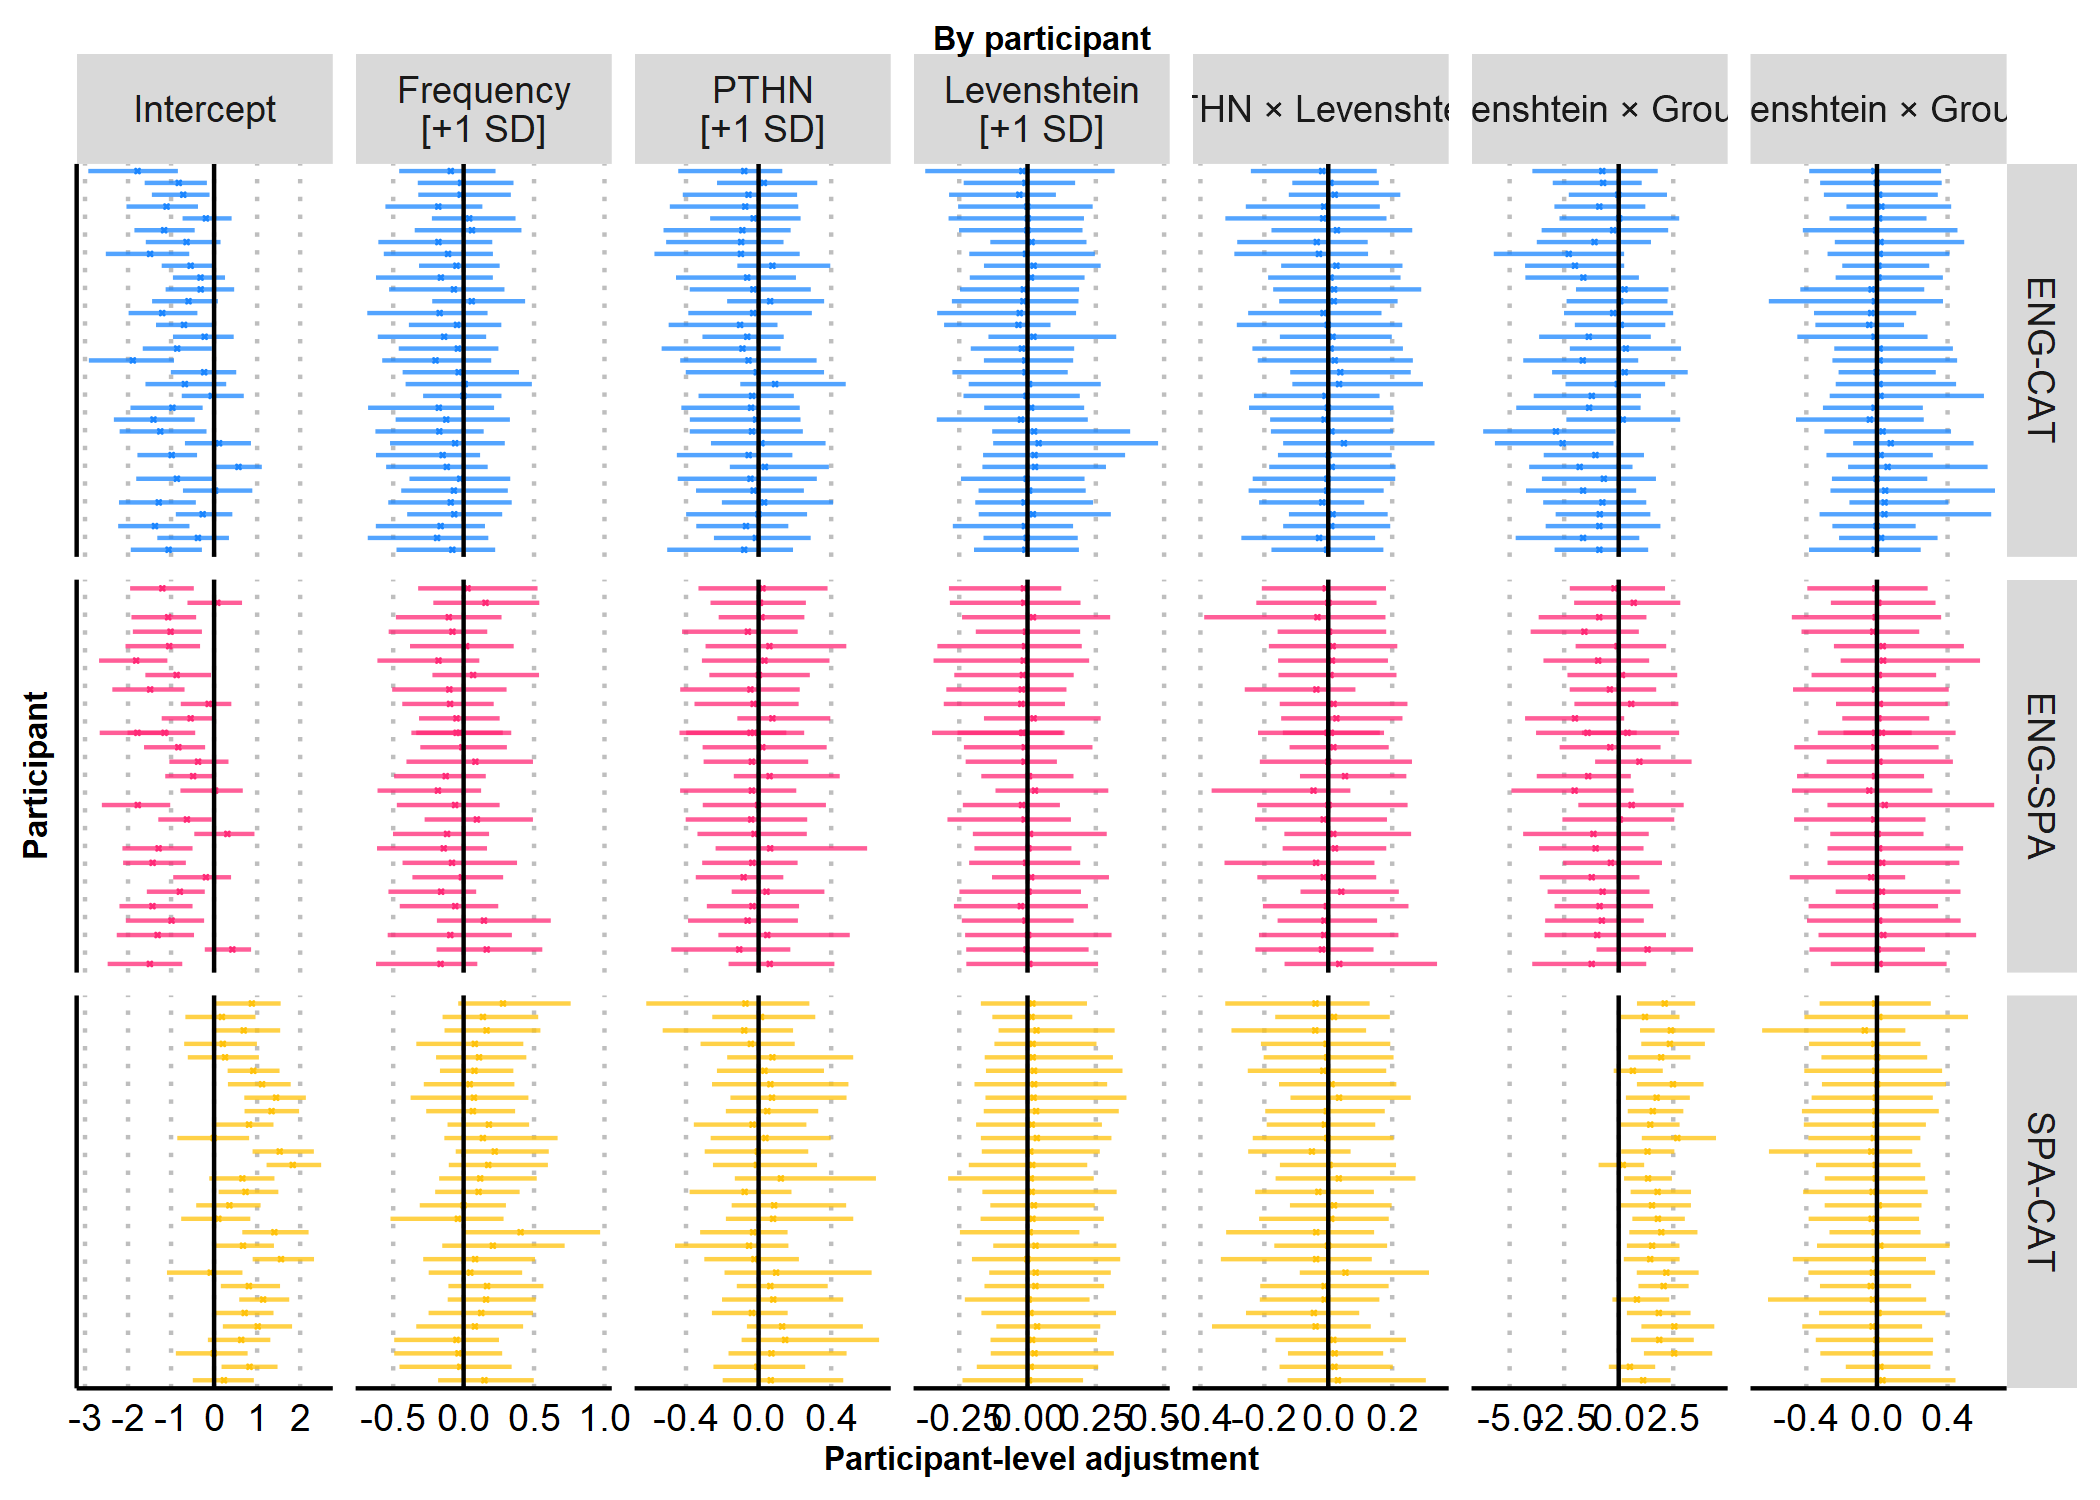 By participant
Intercept
Frequency
[+1 SD]
PTHN
[+1 SD]
Levenshtein
[+1 SD]
THN × Levenshte
enshtein × Grou
enshtein × Grou
ENG-CAT
ENG-SPA
SPA-CAT
Participant
-3 -2 -1 0 1 2
-0.5 0.0 0.5 1.0
-0.4 0.0 0.4
-0.25 0.00 0.25 0.5
-0.4 -0.2 0.0 0.2
-5.0 -2.5 0.0 2.5
-0.4 0.0 0.4
Participant-level adjustment